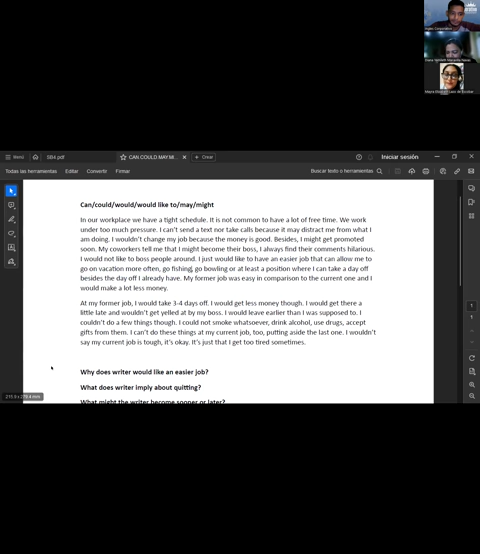 Menú
SB4.pdf
CAN COULD MAY MI...
+ Crear
Iniciar sesión
Todas las herramientas
Editar
Convertir
Firmar
Buscar texto o herramientas
Can/could/would/would like to/may/might
In our workplace we have a tight schedule. It is not common to have a lot of free time. We work
under too much pressure. I can't send a text nor take calls because it may distract me from what I
am doing. I wouldn't change my job because the money is good. Besides, I might get promoted
soon. My coworkers tell me that I might become their boss, I always find their comments hilarious.
I would not like to boss people around. I just would like to have an easier job that can allow me to
go on vacation more often, go fishing, go bowling or at least a position where I can take a day off
besides the day off I already have. My former job was easy in comparison to the current one and I
would make a lot less money.
At my former job, I would take 3-4 days off. I would get less money though. I would get there a
little late and wouldn't get yelled at by my boss. I would leave earlier than I was supposed to. I
couldn't do a few things though. I could not smoke whatsoever, drink alcohol, use drugs, accept
gifts from them. I can't do these things at my current job, too, putting aside the last one. I wouldn't
say my current job is tough, it's okay. It's just that I get too tired sometimes.
Why does writer would like an easier job?
What does writer imply about quitting?
What might the writer become sooner or later?
1
1